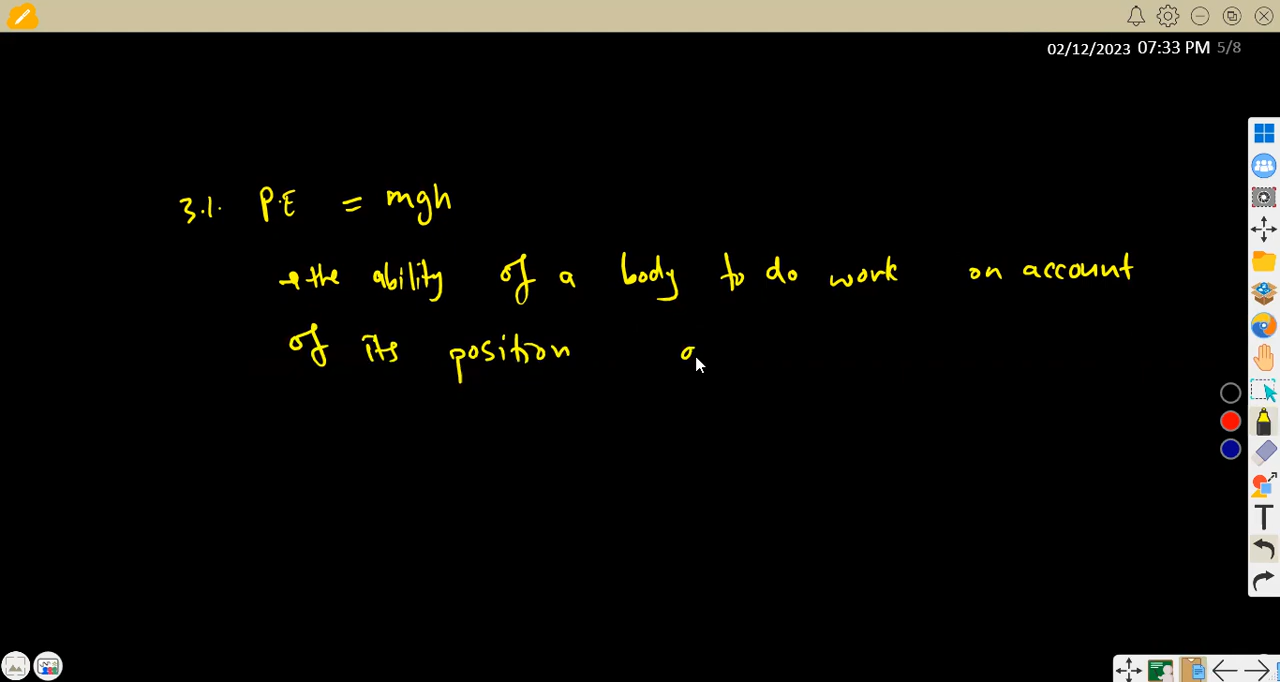 02/12/2023 07:33 PM 5/8
3.1. P.E = mgh
→the ability of a body to do work on account
of its position o
T